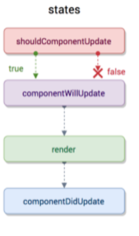 states
shouldComponentUpdate
true
false
componentWillUpdate
render
componentDidUpdate